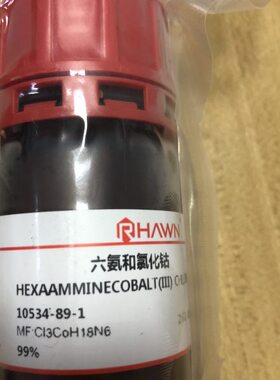 RHAWN
六氨和氯化钴
HEXAAMMINECOBALT(III)
10534-89-1
MF:Cl3CoH18N6
99%